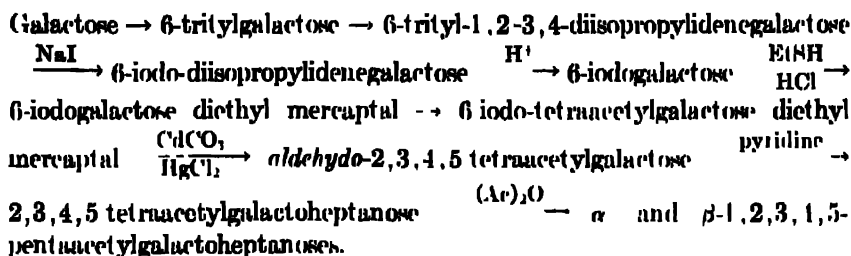 Galactose → 6-tritylgalactose → 6-trityl-1,2-3,4-diisopropylidenegalactose
NaI → 6-iodo-diisopropylidenegalactose H⁺ → 6-iodogalactose EtSH HCl →
6-iodogalactose diethyl mercaptal → 6 iodo-tetraacetylgalactose diethyl
mercaptal CdCO₃ HgCl₂ → aldehydo-2,3,4,5 tetraacetylgalactose pyridine →
2,3,4,5 tetraacetylgalactoheptanose (Ac)₂O — α and β-1,2,3,4,5-
pentaacetylgalactoheptanoses.